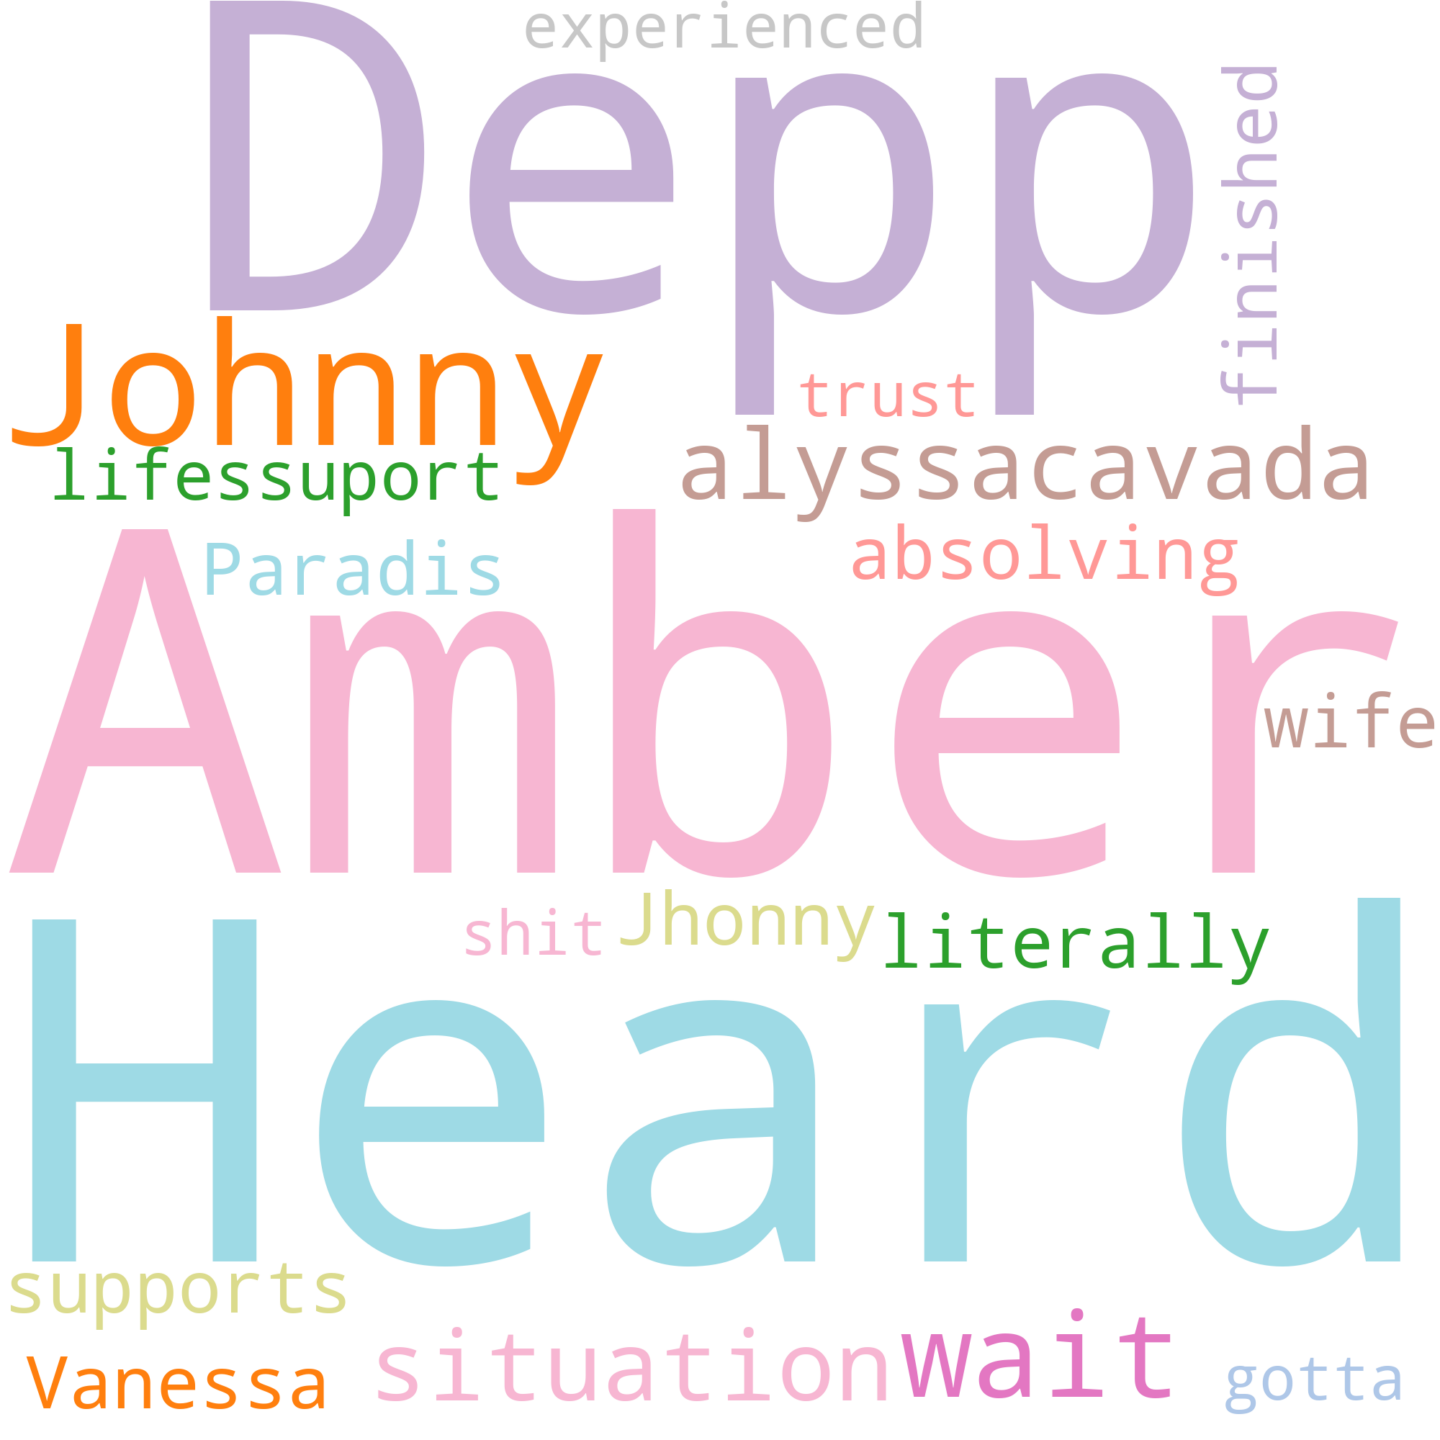 experienced
Depp
finished
Johnny
trust
lifessuport
alyssacavada
Paradis
absolving
Amber
wife
shit
Jhonny
literally
Heard
supports
Vanessa
situation
wait
gotta